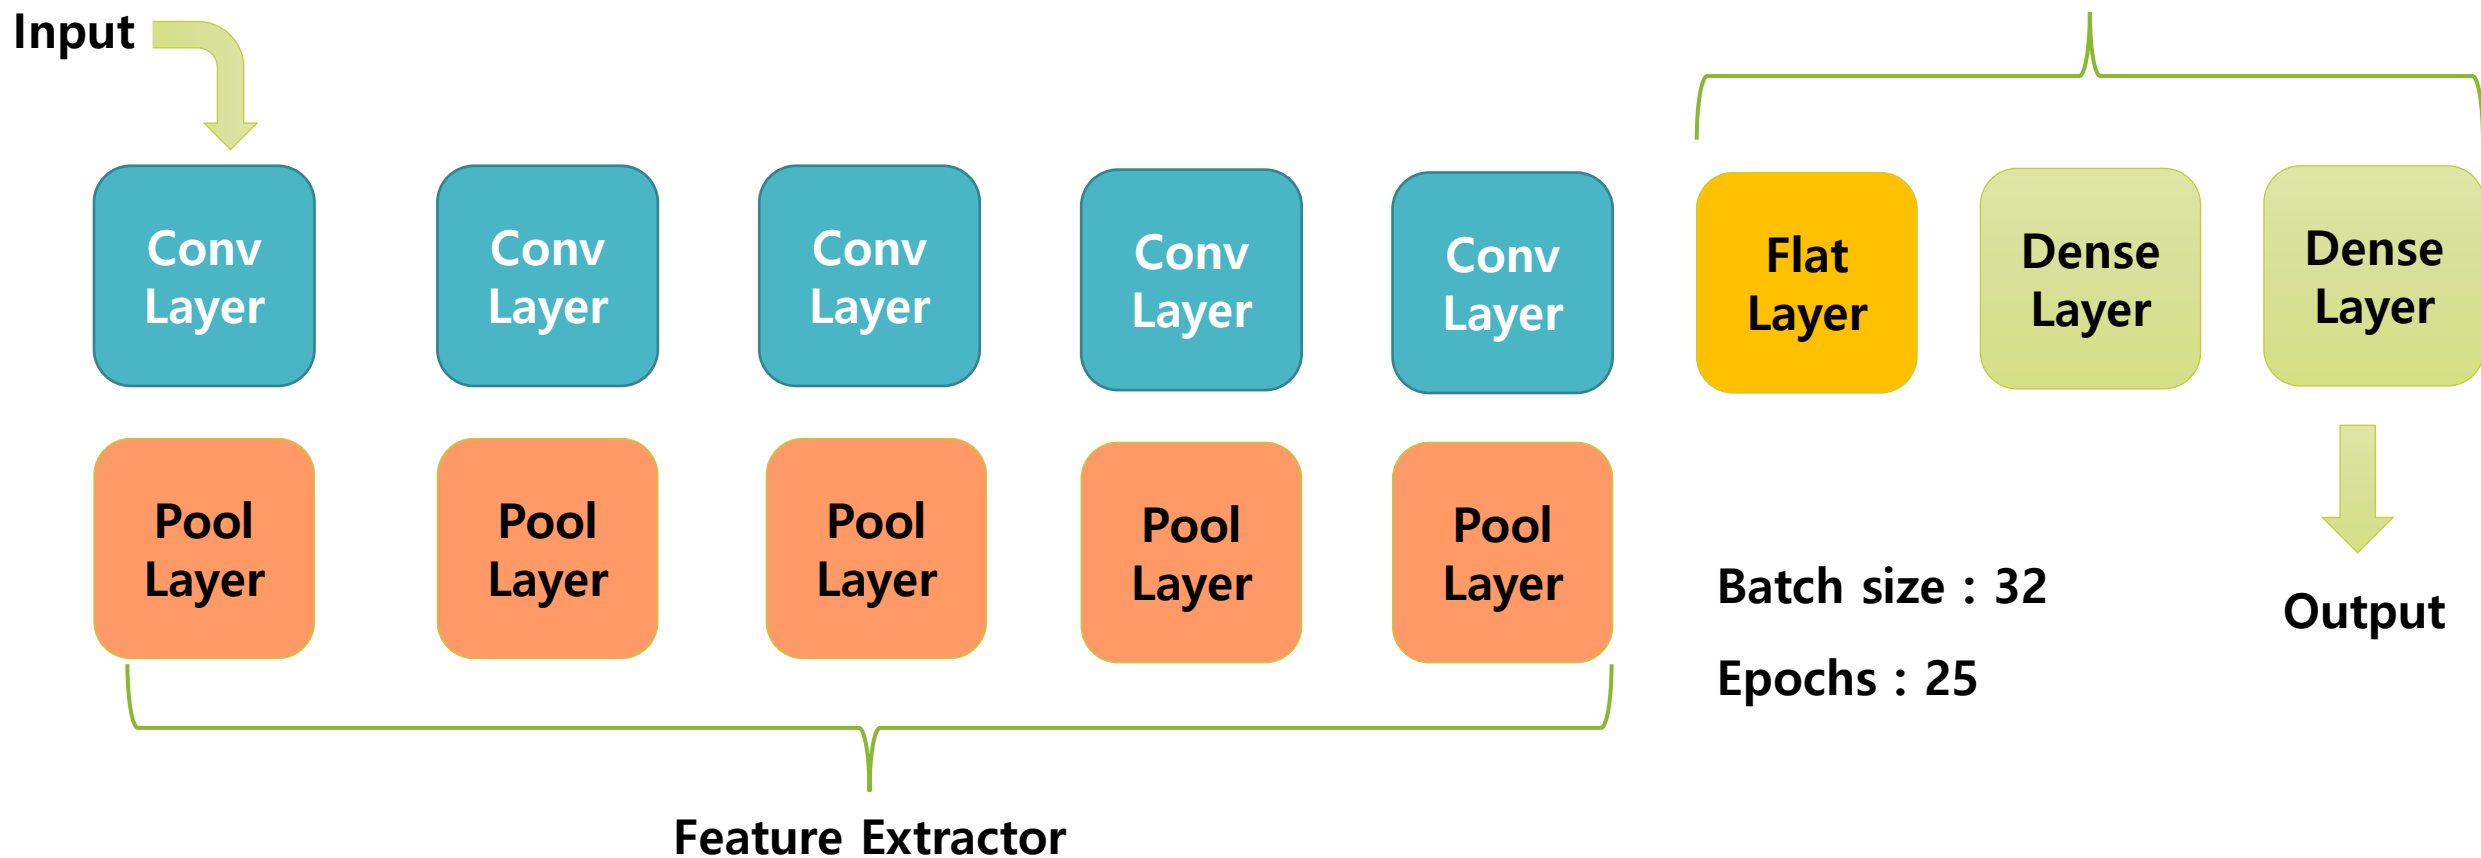 Input
Conv
Layer
Conv
Layer
Conv
Layer
Conv
Layer
Conv
Layer
Flat
Layer
Dense
Layer
Dense
Layer
Pool
Layer
Pool
Layer
Pool
Layer
Pool
Layer
Pool
Layer
Batch size : 32
Epochs : 25
Output
Feature Extractor